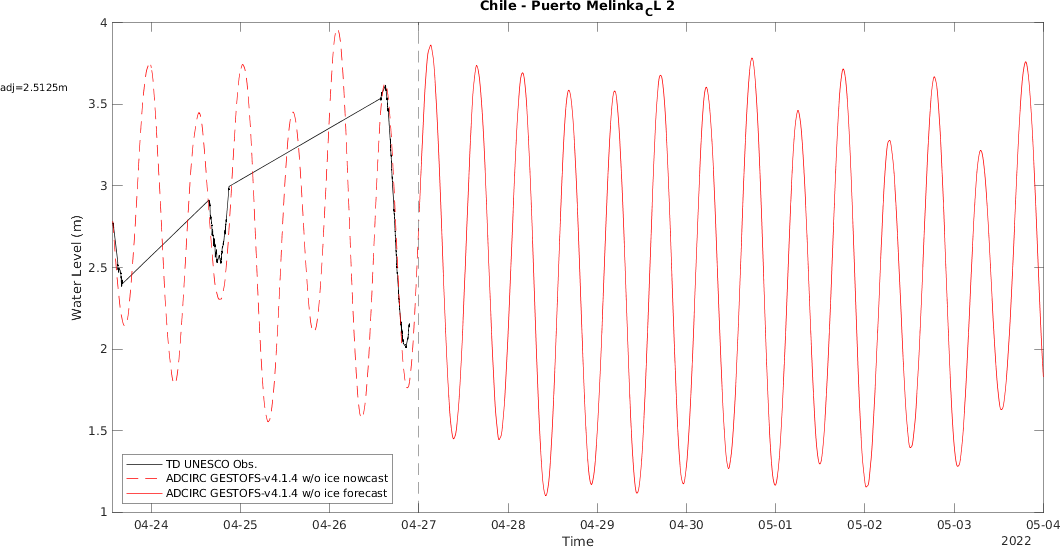 Chile - Puerto Melinka_CL 2
adj=2.5125m
Water Level (m)
4
3.5
3
2.5
2
1.5
1
TD UNESCO Obs.
ADCIRC GESTOFS-v4.1.4 w/o ice nowcast
ADCIRC GESTOFS-v4.1.4 w/o ice forecast
04-24 04-25 04-26 04-27 04-28 04-29 04-30 05-01 05-02 05-03 05-04
Time
2022